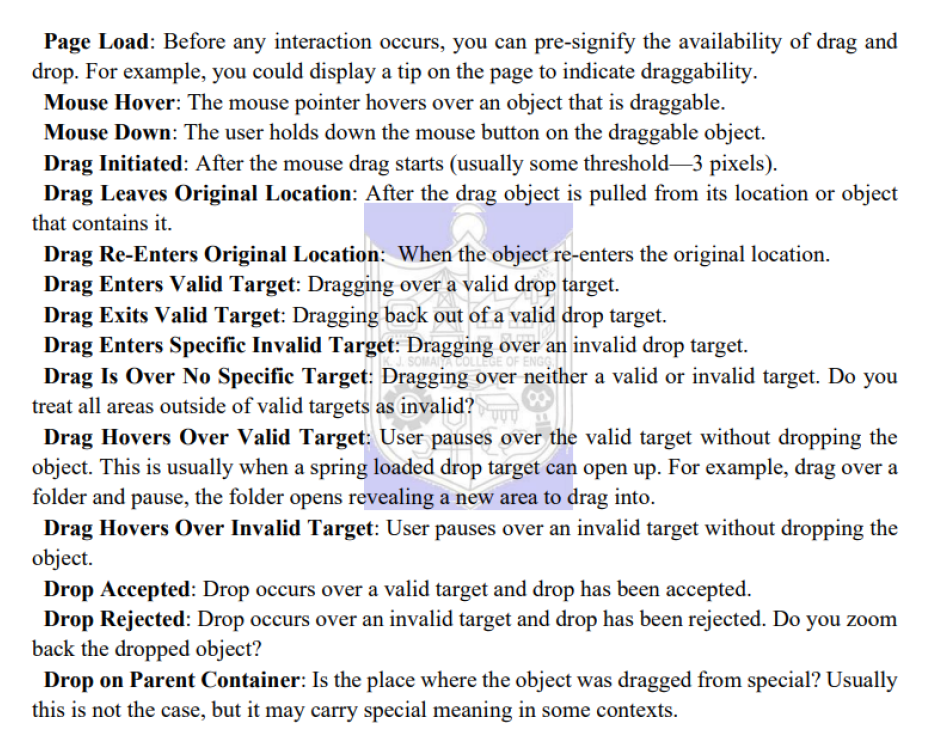 Page Load: Before any interaction occurs, you can pre-signify the availability of drag and
drop. For example, you could display a tip on the page to indicate draggability.
Mouse Hover: The mouse pointer hovers over an object that is draggable.
Mouse Down: The user holds down the mouse button on the draggable object.
Drag Initiated: After the mouse drag starts (usually some threshold—3 pixels).
Drag Leaves Original Location: After the drag object is pulled from its location or object
that contains it.
Drag Re-Enters Original Location: When the object re-enters the original location.
Drag Enters Valid Target: Dragging over a valid drop target.
Drag Exits Valid Target: Dragging back out of a valid drop target.
Drag Enters Specific Invalid Target: Dragging over an invalid drop target.
K. J. SOMAIYA COLLEGE OF ENGG.
Drag Is Over No Specific Target: Dragging over neither a valid or invalid target. Do you
treat all areas outside of valid targets as invalid?
Drag Hovers Over Valid Target: User pauses over the valid target without dropping the
object. This is usually when a spring loaded drop target can open up. For example, drag over a
folder and pause, the folder opens revealing a new area to drag into.
Drag Hovers Over Invalid Target: User pauses over an invalid target without dropping the
object.
Drop Accepted: Drop occurs over a valid target and drop has been accepted.
Drop Rejected: Drop occurs over an invalid target and drop has been rejected. Do you zoom
back the dropped object?
Drop on Parent Container: Is the place where the object was dragged from special? Usually
this is not the case, but it may carry special meaning in some contexts.